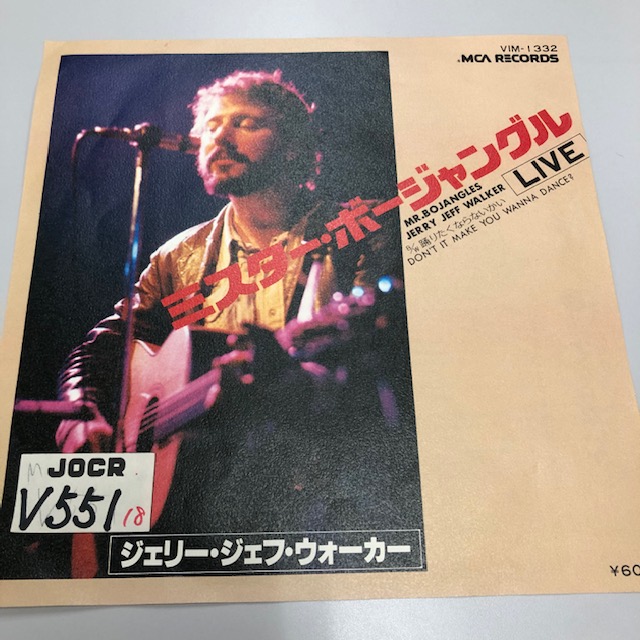 VIM-1332
MCA RECORDS
ミスター・ボージャングル
LIVE
MR.BOJANGLES
JERRY JEFF WALKER
B/W 踊りたくならないかい
DON'T IT MAKE YOU WANNA DANCE?
JOCR
V551 18
ジェリー・ジェフ・ウォーカー
¥60